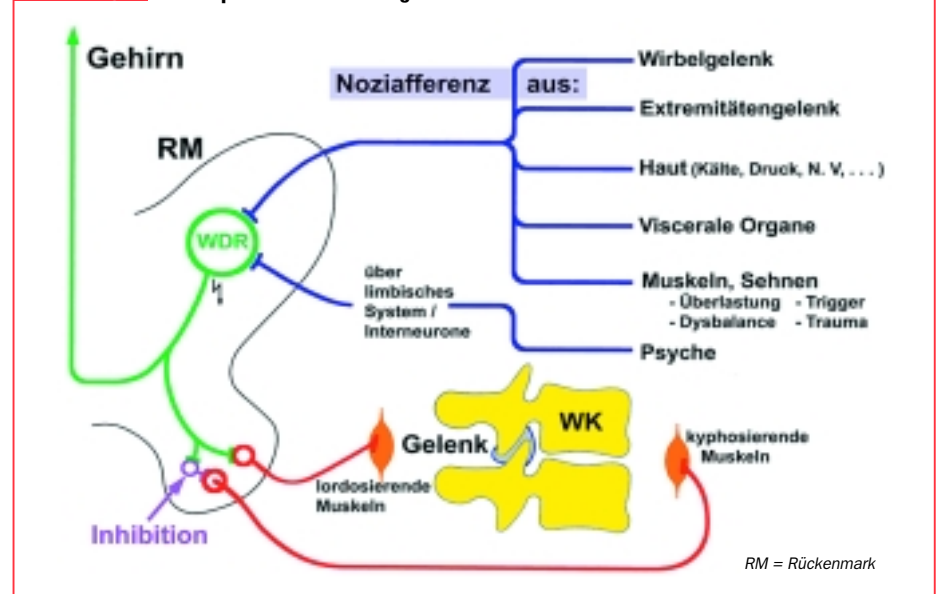 Gehirn
Noziafferenz aus:
Wirbelgelenk
Extremitätengelenk
Haut (Kälte, Druck, N. V, . . . )
Viscerale Organe
Muskeln, Sehnen
- Überlastung - Trigger
- Dysbalance - Trauma
Psyche
RM
WDR
über
limbisches
System /
Interneurone
WK
Gelenk
lordosierende
Muskeln
kyphosierende
Muskeln
Inhibition
RM = Rückenmark